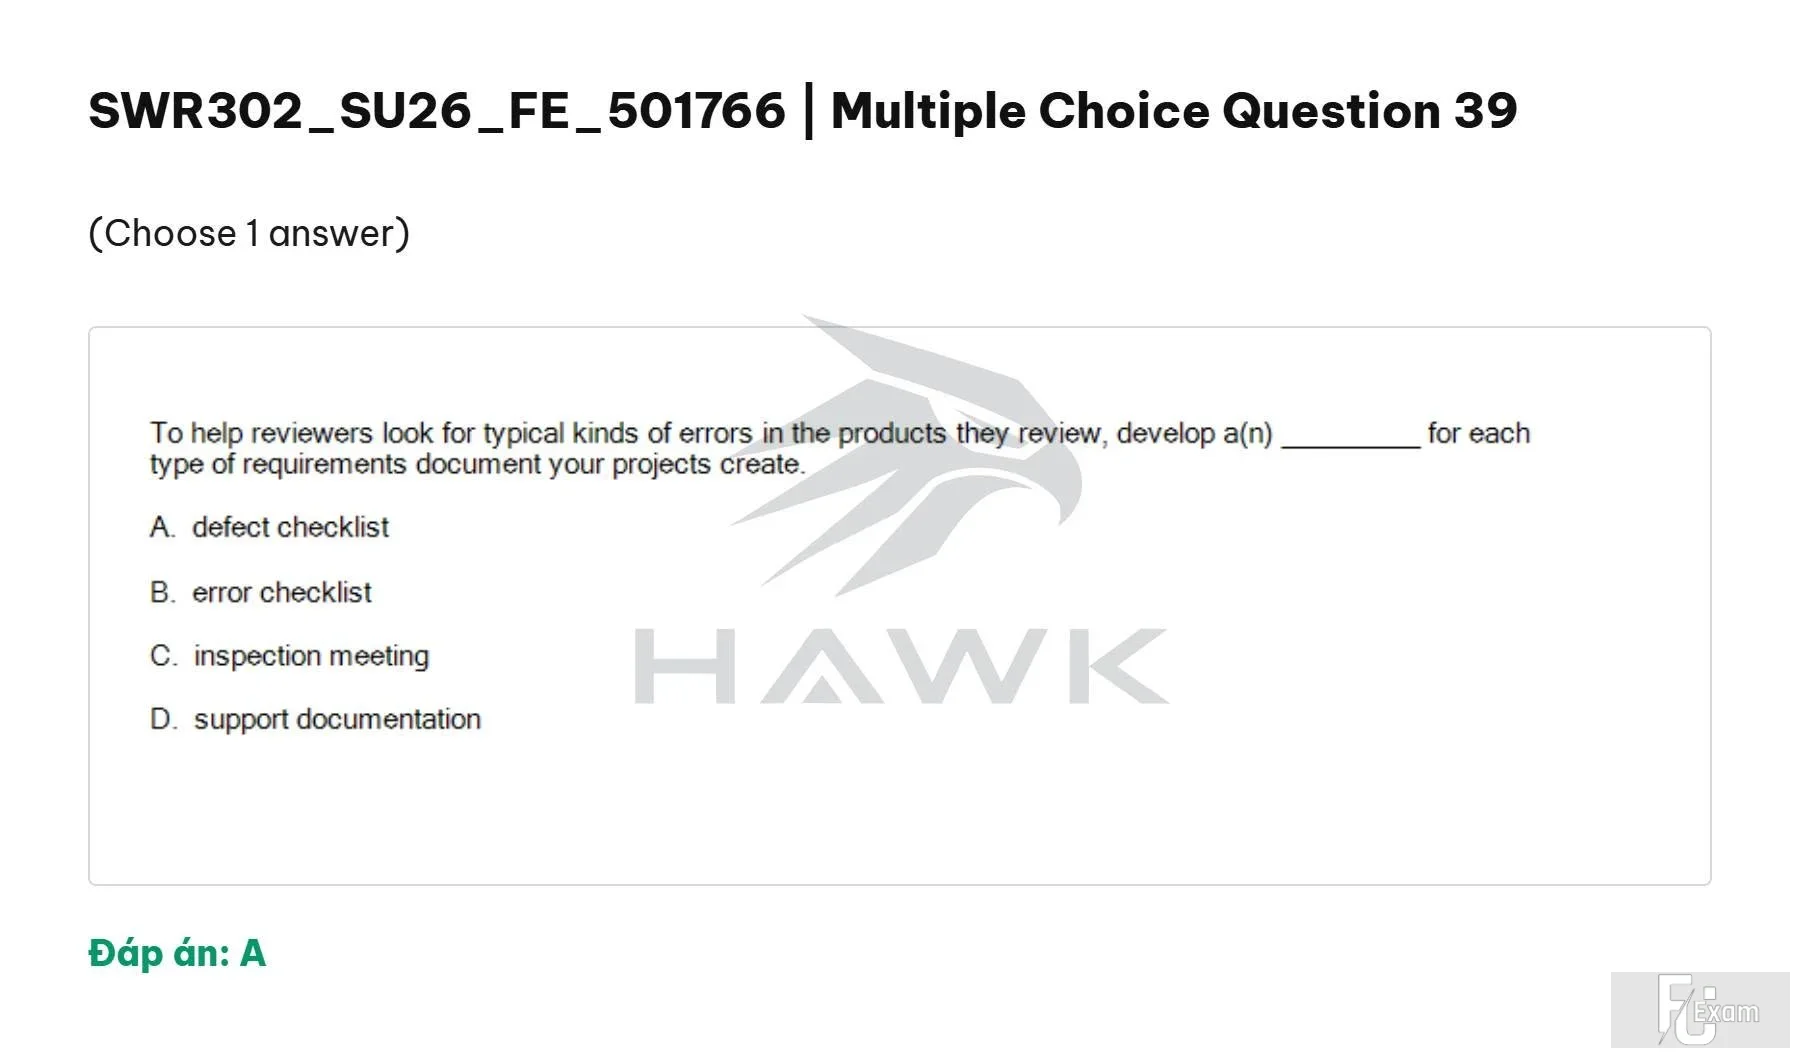 SWR302_SU26_FE_501766 | Multiple Choice Question 39
(Choose 1 answer)
To help reviewers look for typical kinds of errors in the products they review, develop a(n) _________ for each
type of requirements document your projects create.
A. defect checklist
B. error checklist
C. inspection meeting
D. support documentation
HAWK
Đáp án: A
FU Exam